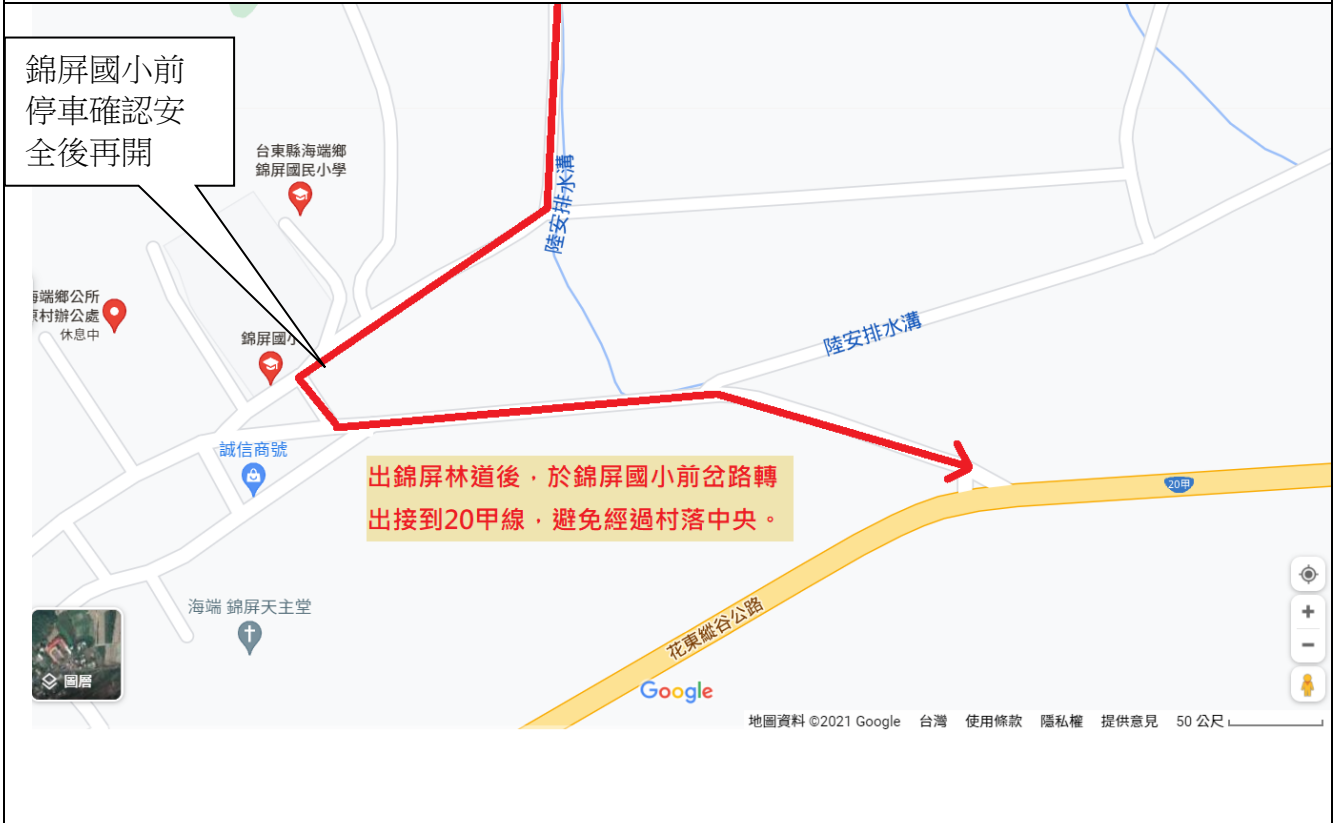 錦屏國小前
停車確認安
全後再開
台東縣海端鄉
錦屏國民小學
陸安排水溝
端鄉公所
村辦公處
休息中
錦屏國小
陸安排水溝
誠信商號
出錦屏林道後，於錦屏國小前岔路轉
出接到20甲線，避免經過村落中央。
20甲
海端 錦屏天主堂
花東縱谷公路
圖層
Google
地圖資料 ©2021 Google 台灣 使用條款 隱私權 提供意見 50 公尺